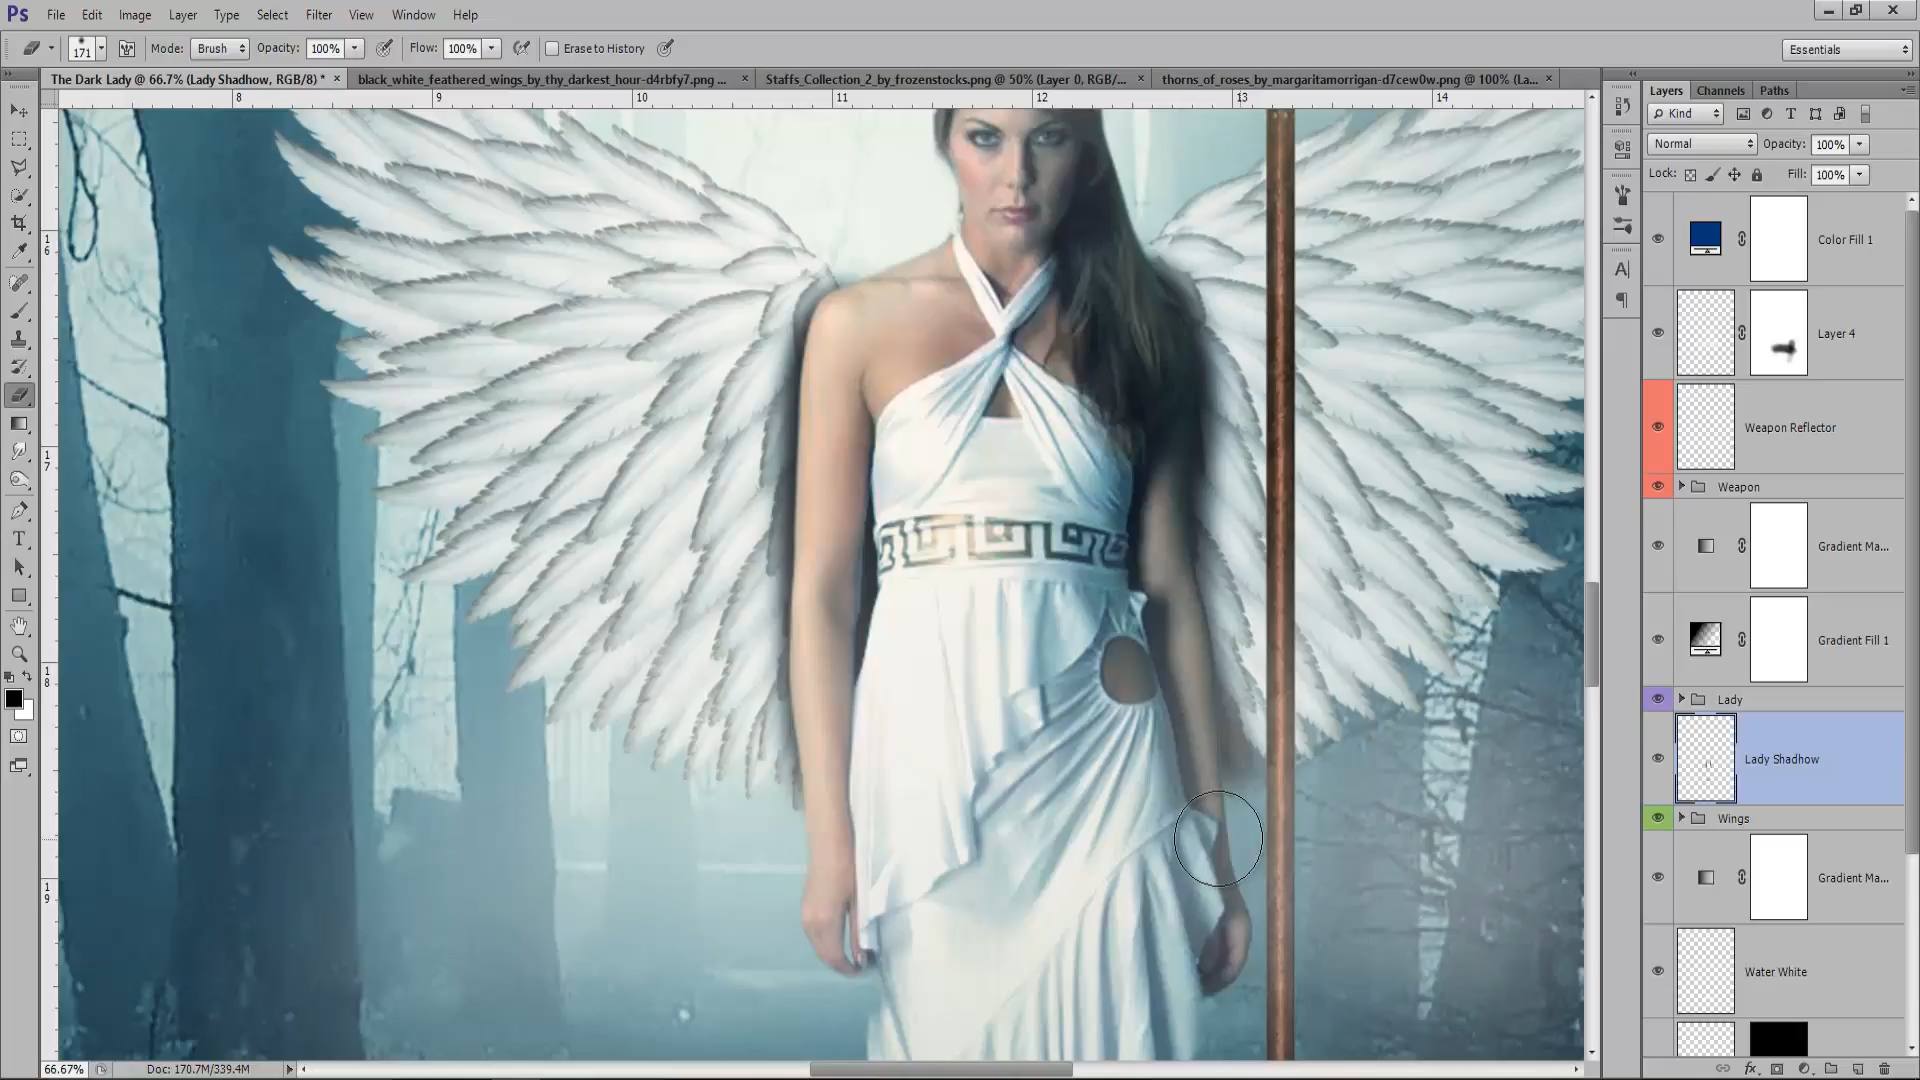 Ps File Edit Image Layer Type Select Filter View Window Help
171 Mode: Brush Opacity: 100% Flow: 100% Erase to History Essentials
The Dark Lady @ 66.7% (Lady Shadhow, RGB/8) * × black_white_feathered_wings_by_thy_darkest_hour-d4rbfy7.png ... × Staffs_Collection_2_by_frozenstocks.png @ 50% (Layer 0, RGB/... × thorns_of_roses_by_margaritamorrigan-d7cew0w.png @ 100% (La... ×
8 9 10 11 12 13 14
16
17
18
19
Layers Channels Paths
Kind
Normal Opacity: 100%
Lock: Fill: 100%
Color Fill 1
Layer 4
Weapon Reflector
Weapon
Gradient Ma...
Gradient Fill 1
Lady
Lady Shadhow
Wings
Gradient Ma...
Water White
66.67% Doc: 170.7M/339.4M